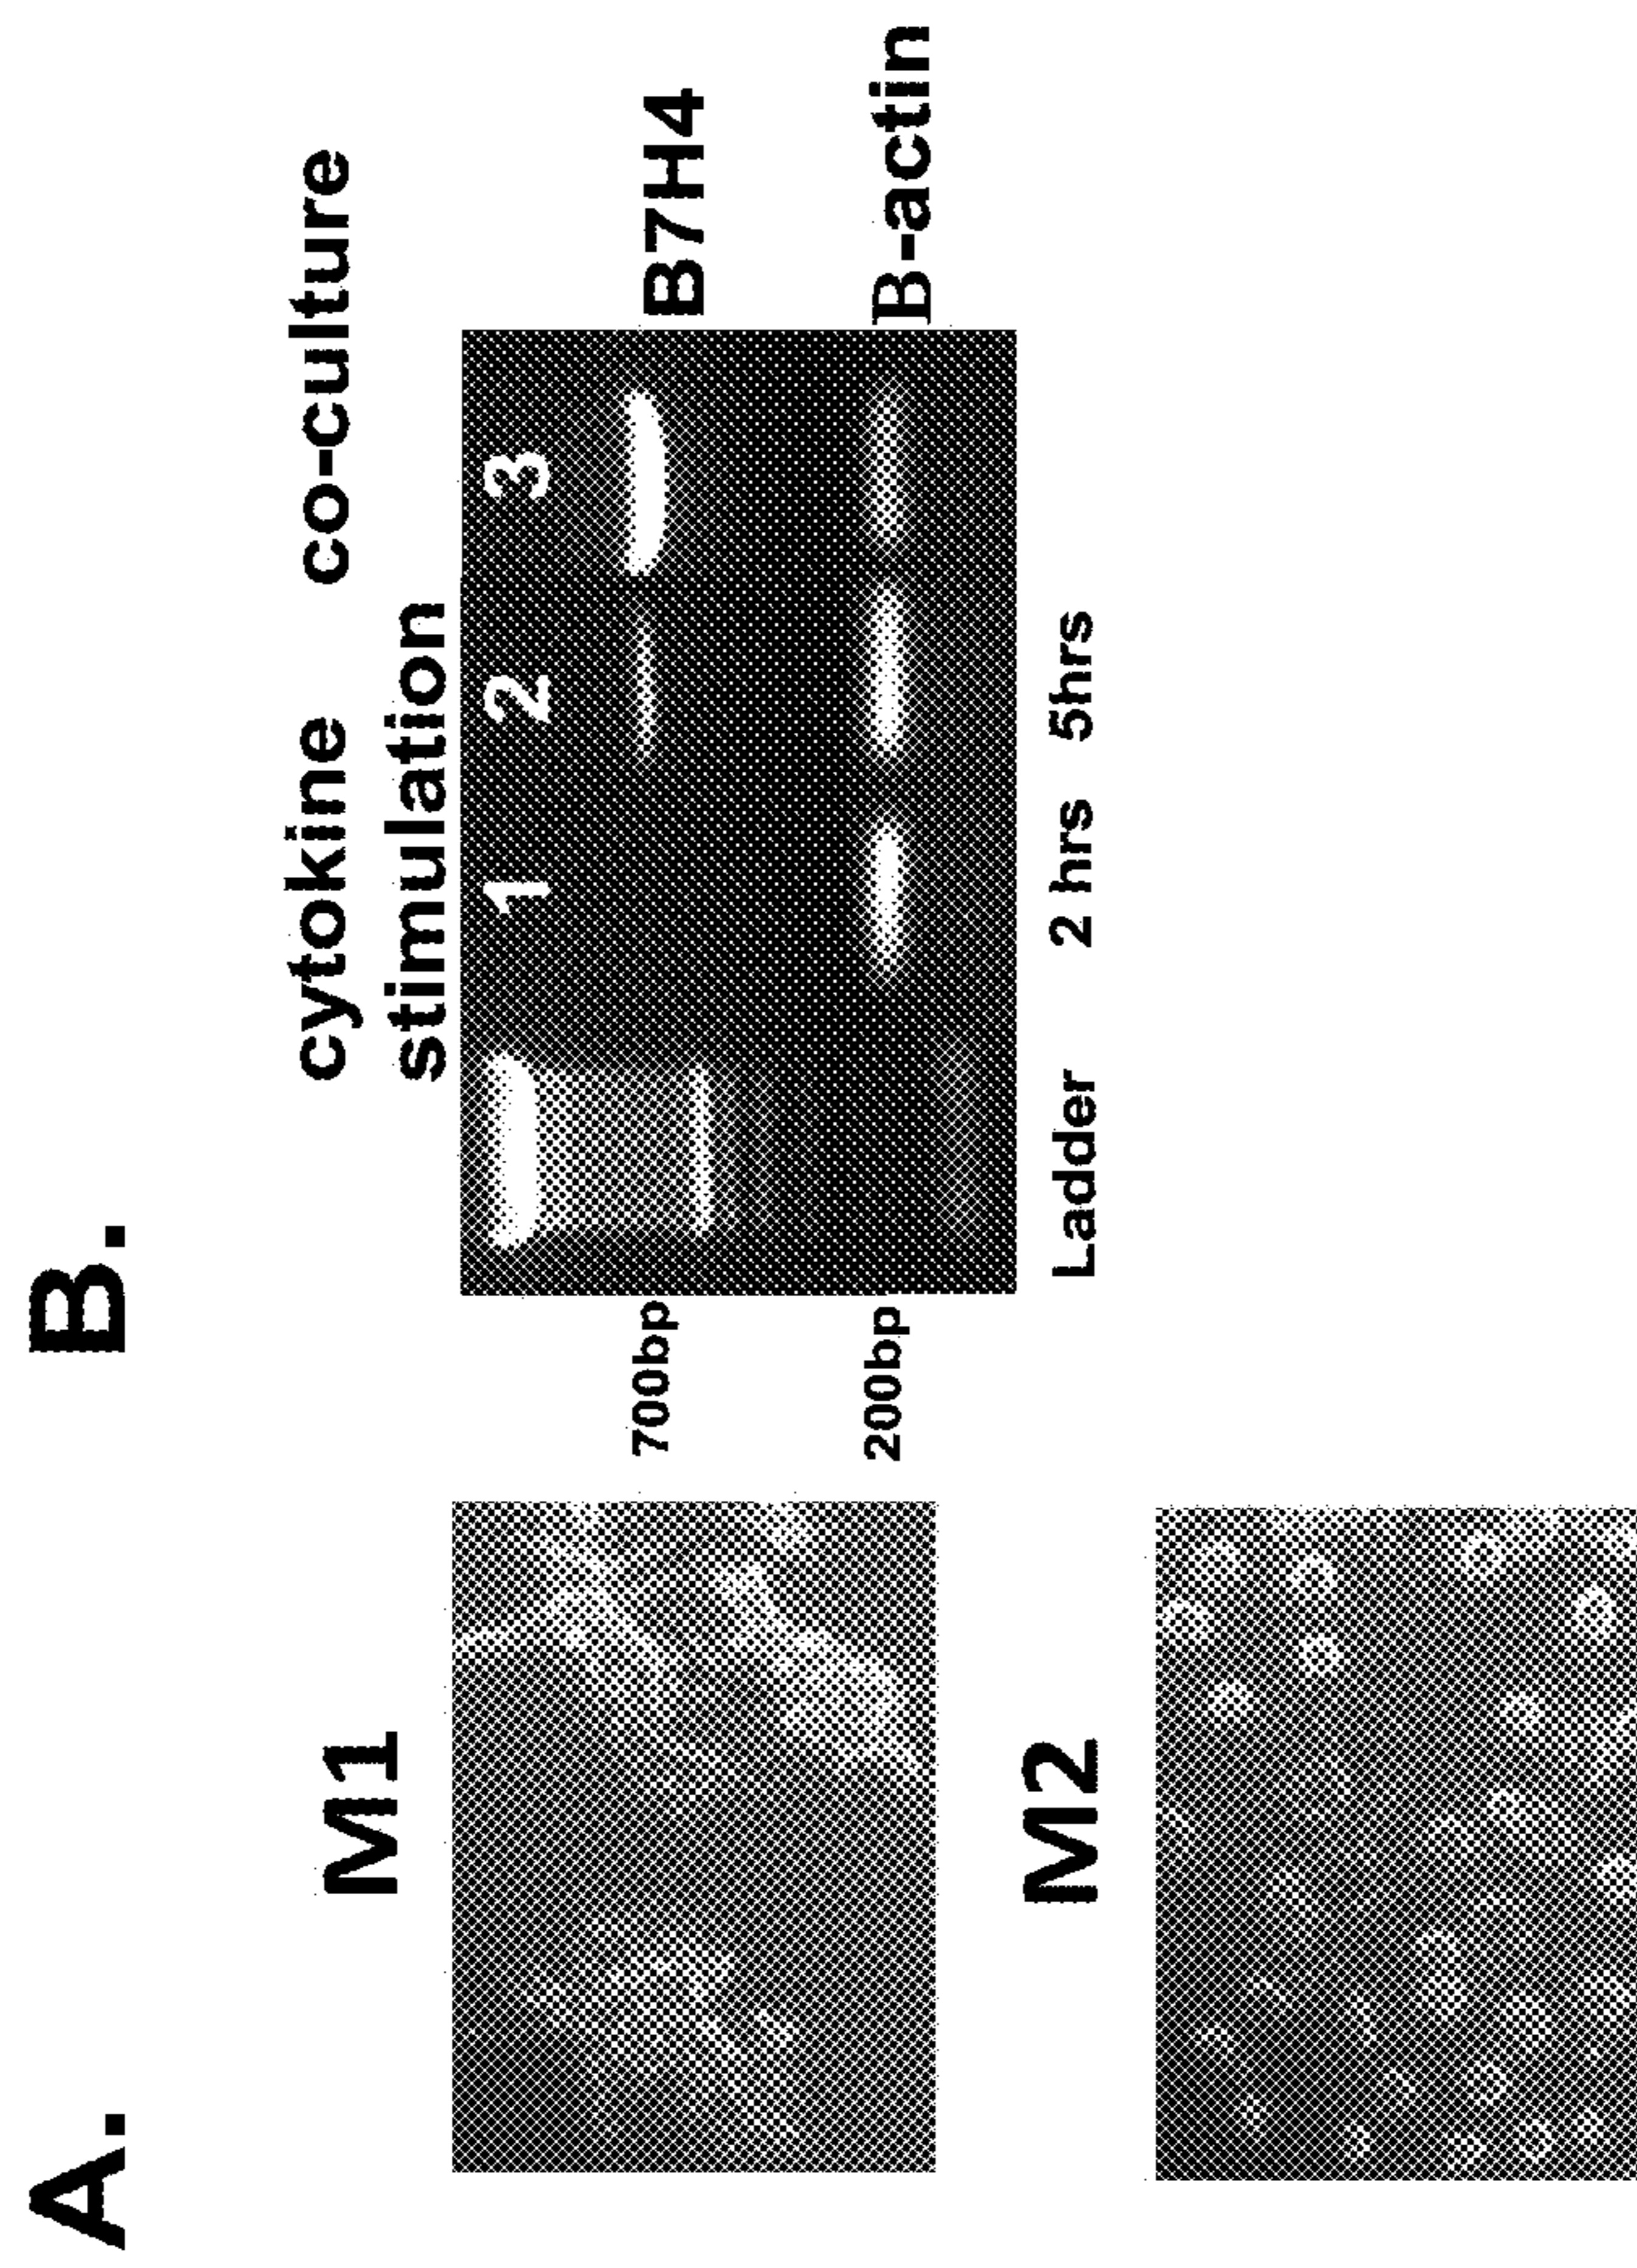 A.
M1
M2
B.
cytokine
stimulation
co-culture
1 2 3
700bp
B7H4
200bp
B-actin
Ladder 2 hrs 5hrs